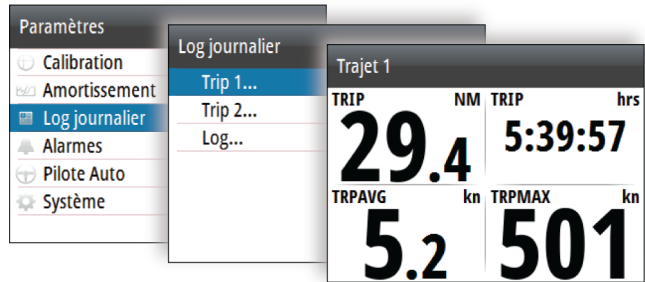 Paramètres
Calibration
Amortissement
Log journalier
Alarmes
Pilote Auto
Système
Log journalier
Trip 1...
Trip 2...
Log...
Trajet 1
TRIP NM TRIP hrs
29.4 5:39:57
TRPAVG kn TRPMAX kn
5.2 501